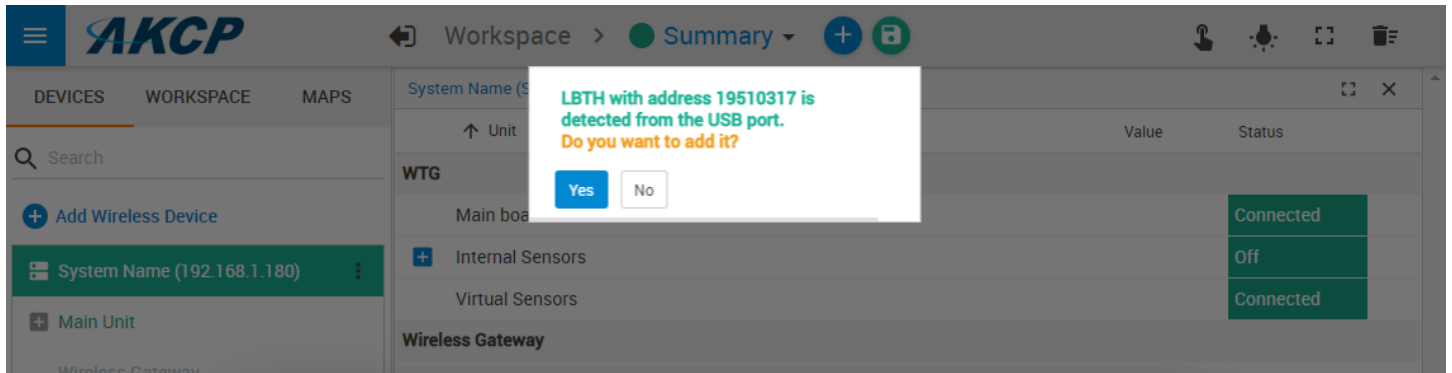 AKCP
Workspace > Summary
DEVICES WORKSPACE MAPS
Search
Add Wireless Device
System Name (192.168.1.180)
Main Unit
Wireless Gateway
System Name (S
Unit Value Status
WTG
Main boa Connected
Internal Sensors Off
Virtual Sensors Connected
Wireless Gateway
LBTH with address 19510317 is
detected from the USB port.
Do you want to add it?
Yes No